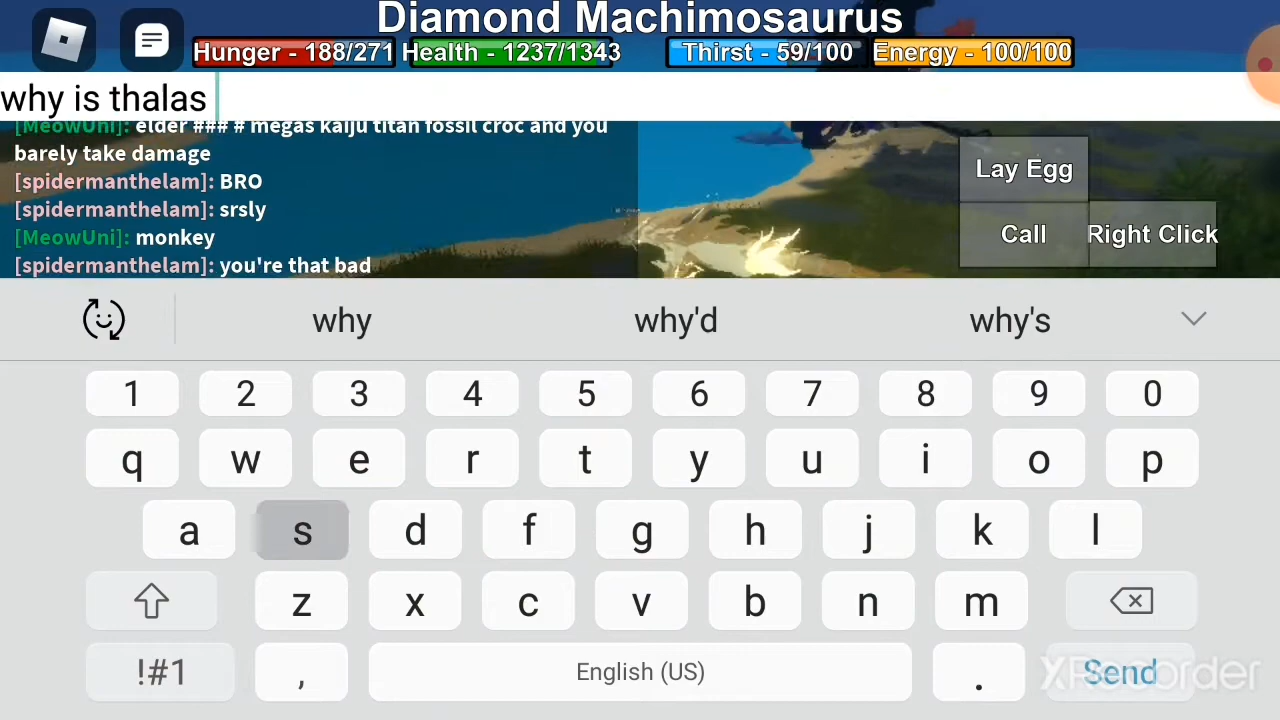 Diamond Machimosaurus
Hunger - 188/271 Health - 1237/1343 Thirst - 59/100 Energy - 100/100
why is thalas
[MeowUni]: elder ### # megas kaiju titan fossil croc and you
barely take damage
[spidermanthelam]: BRO
[spidermanthelam]: srsly
[MeowUni]: monkey
[spidermanthelam]: you're that bad
Lay Egg
Call Right Click
why why'd why's
1 2 3 4 5 6 7 8 9 0
q w e r t y u i o p
a s d f g h j k l
z x c v b n m
!#1 , English (US) . Send
XRecorder